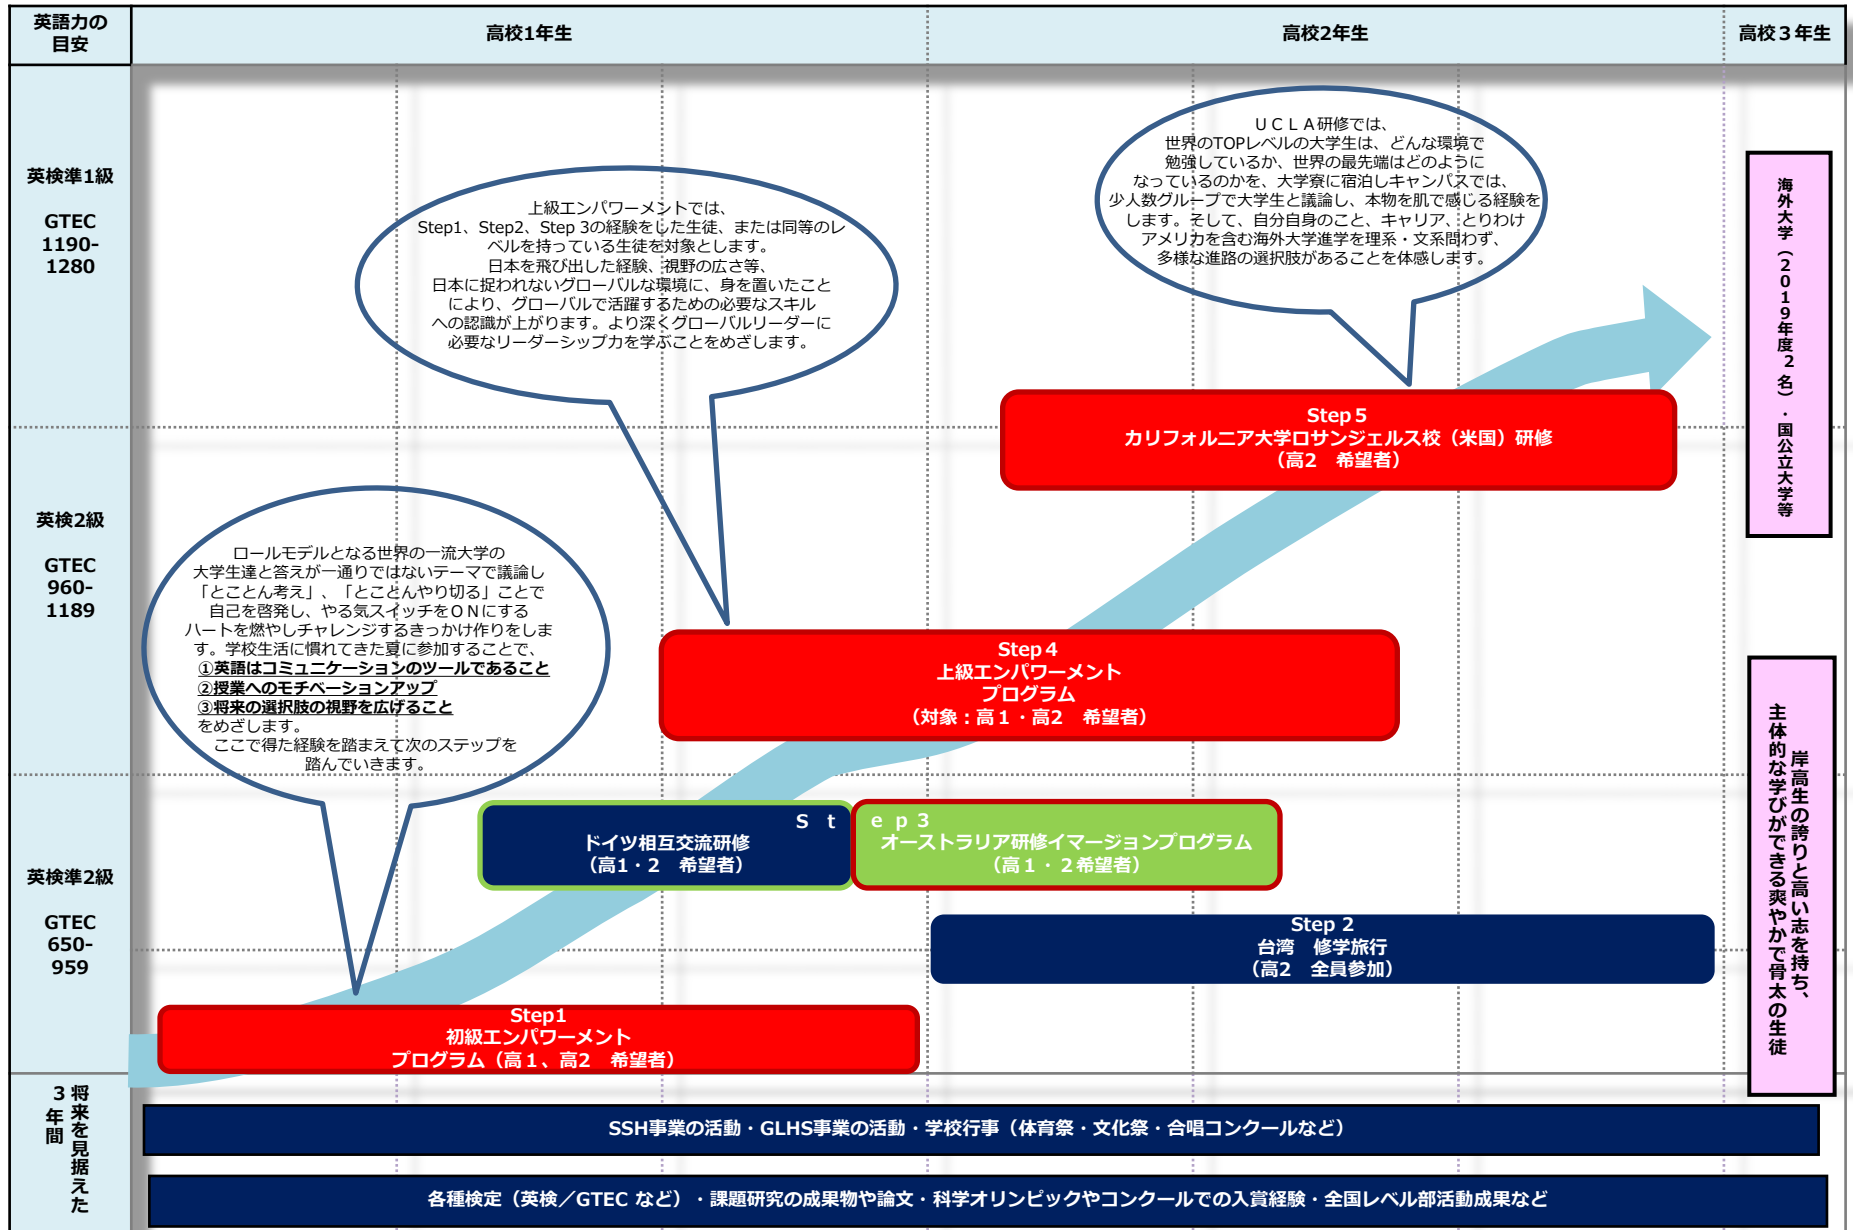 英語力の
目安
高校1年生
高校2年生
高校３年生
英検準1級
GTEC
1190-
1280
英検2級
GTEC
960-
1189
英検準2級
GTEC
650-
959
ＵＣＬＡ研修では、
世界のTOPレベルの大学生は、どんな環境で
勉強しているか、世界の最先端はどのように
なっているのかを、大学寮に宿泊しキャンパスでは、
少人数グループで大学生と議論し、本物を肌で感じる経験を
します。そして、自分自身のこと、キャリア、とりわけ
アメリカを含む海外大学進学を理系・文系問わず、
多様な進路の選択肢があることを体感します。
上級エンパワーメントでは、
Step1、Step2、Step 3の経験をした生徒、または同等のレ
ベルを持っている生徒を対象とします。
日本を飛び出した経験、視野の広さ等、
日本に捉われないグローバルな環境に、身を置いたこと
により、グローバルで活躍するための必要なスキル
への認識が上がります。より深くグローバルリーダーに
必要なリーダーシップ力を学ぶことをめざします。
ロールモデルとなる世界の一流大学の
大学生達と答えが一通りではないテーマで議論し
「とことん考え」、「とことんやり切る」ことで
自己を啓発し、やる気スイッチをＯＮにする
ハートを燃やしチャレンジするきっかけ作りをしま
す。学校生活に慣れてきた夏に参加することで、
①英語はコミュニケーションのツールであること
②授業へのモチベーションアップ
③将来の選択肢の視野を広げること
をめざします。
ここで得た経験を踏まえて次のステップを
踏んでいきます。
Step５
カリフォルニア大学ロサンジェルス校（米国）研修
（高2　希望者）
Step４
上級エンパワーメント
プログラム
（対象：高１・高2　希望者）
Ｓ ｔ ｅ ｐ ３
ドイツ相互交流研修
（高1・２　希望者）
オーストラリア研修イマージョンプログラム
（高１・２希望者）
Step 2
台湾　修学旅行
（高2　全員参加）
Step1
初級エンパワーメント
プログラム（高１、高2　希望者）
海外大学（２０１９年度２名）・国公立大学等
岸高生の誇りと高い志を持ち、
主体的な学びができる爽やかで骨太の生徒
将来を見据えた
３年間
SSH事業の活動・GLHS事業の活動・学校行事（体育祭・文化祭・合唱コンクールなど）
各種検定（英検／GTEC など）・課題研究の成果物や論文・科学オリンピックやコンクールでの入賞経験・全国レベル部活動成果など